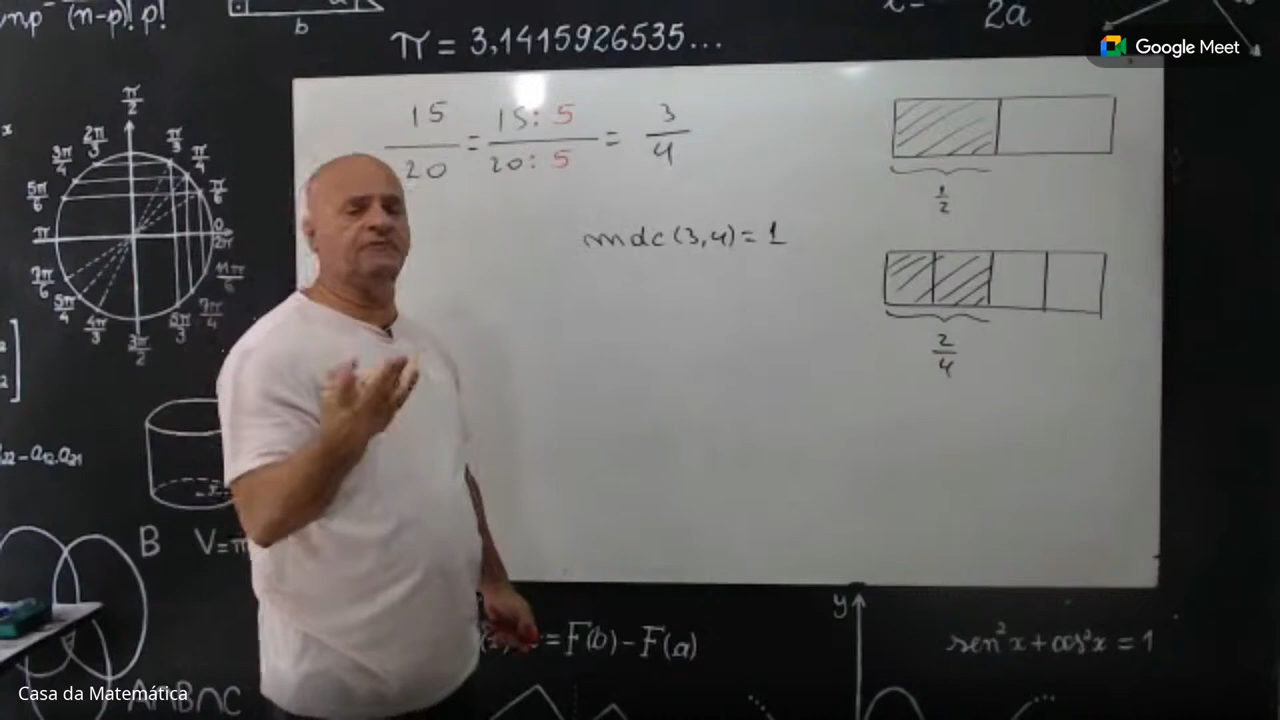 (n-p)! p!
b
2a
π = 3,1415926535...
Google Meet
15/20 = 15:5/20:5 = 3/4
mdc(3,4) = 1
1/2
2/4
π/2
2π/3 π/3
3π/4 π/4
5π/6 π/6
π 0 2π
7π/6 11π/6
5π/4 7π/4
4π/3 5π/3
3π/2
B V=π
= F(b) - F(a)
y
sen²x + cos²x = 1
Casa da Matemática
A∩B∩C